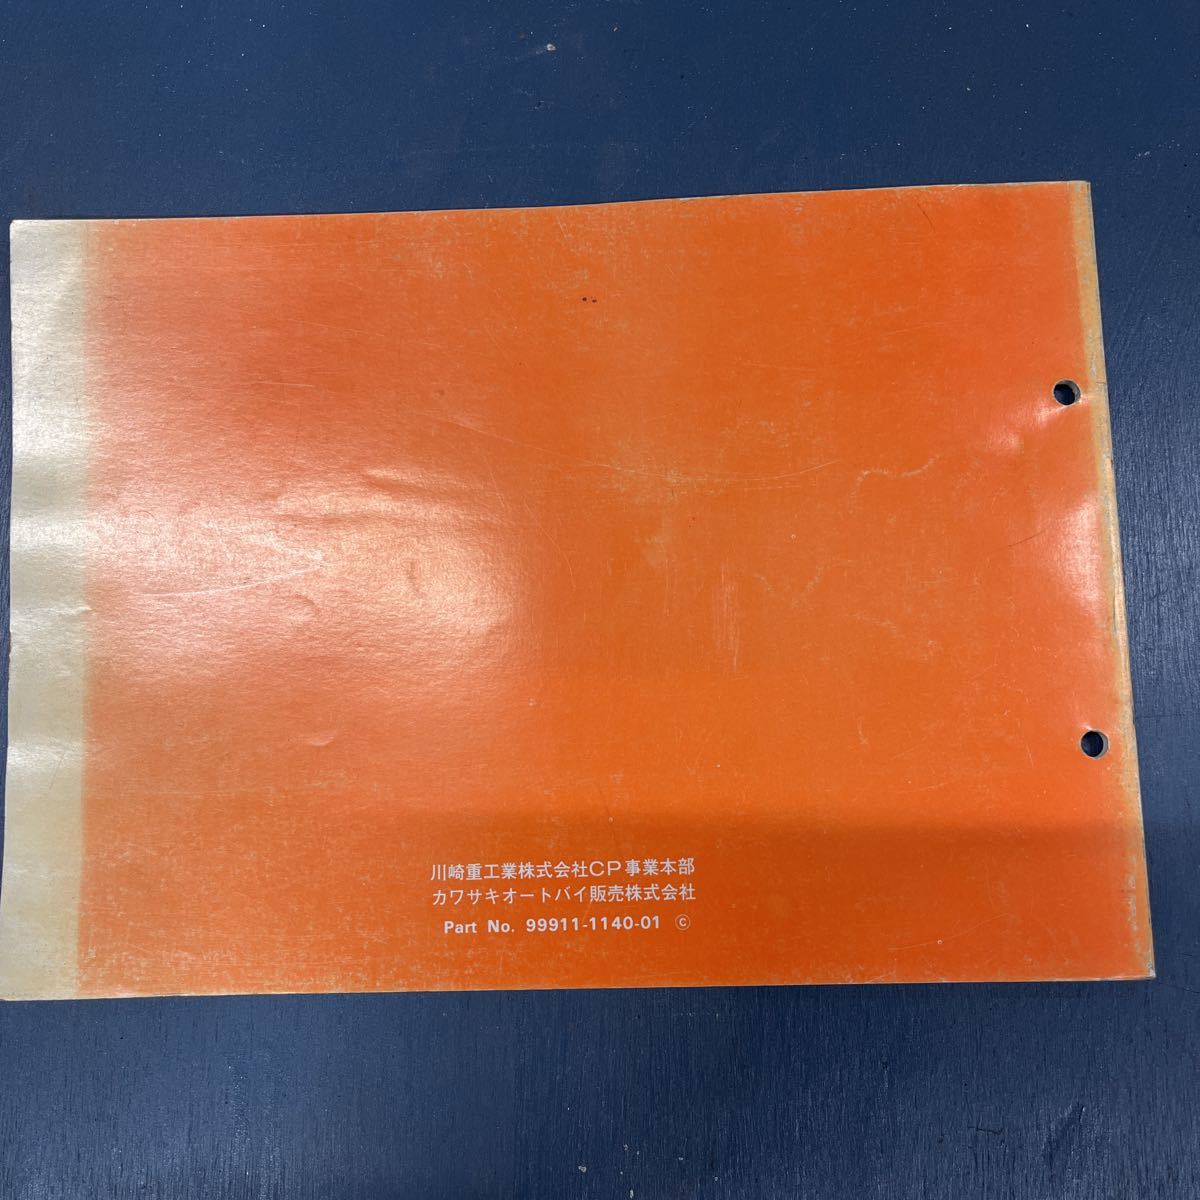 川崎重工業株式会社CP事業本部
カワサキオートバイ販売株式会社
Part No. 99911-1140-01 ©